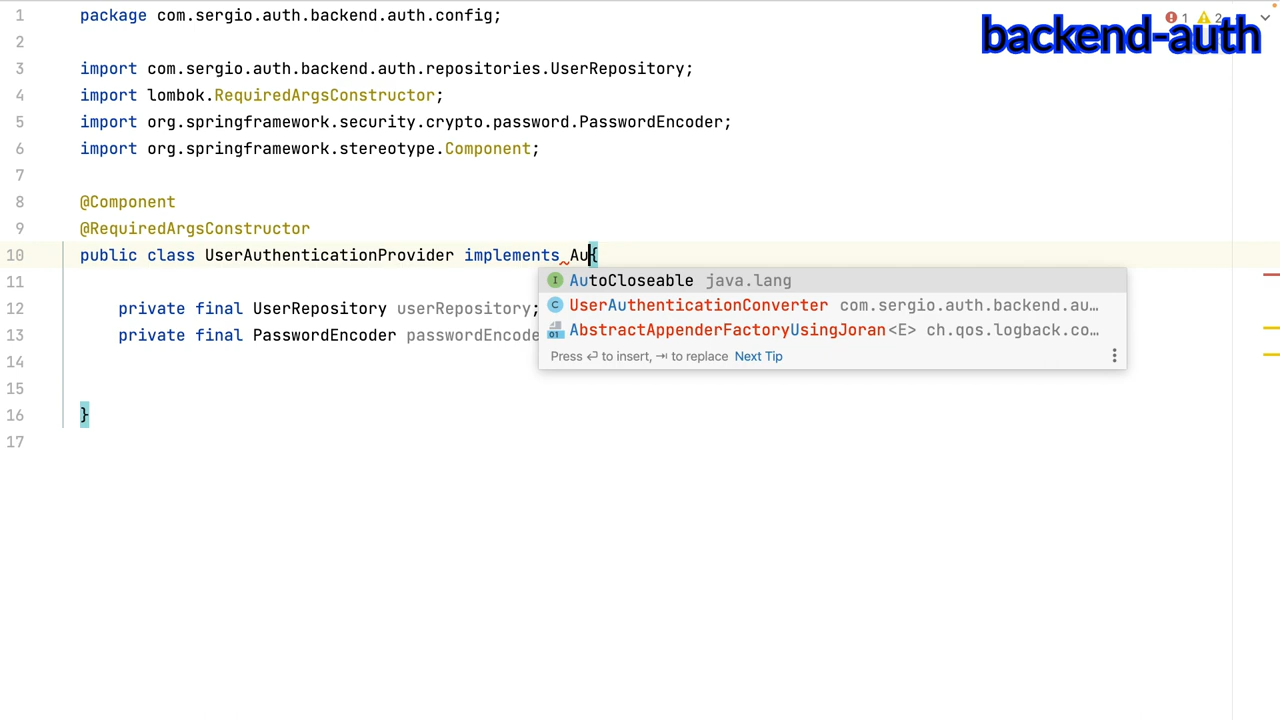 1 package com.sergio.auth.backend.auth.config; 1 2
backend-auth
2
3 import com.sergio.auth.backend.auth.repositories.UserRepository;
4 import lombok.RequiredArgsConstructor;
5 import org.springframework.security.crypto.password.PasswordEncoder;
6 import org.springframework.stereotype.Component;
7
8 @Component
9 @RequiredArgsConstructor
10 public class UserAuthenticationProvider implements Au{
11 AutoCloseable java.lang
12 private final UserRepository userRepository; UserAuthenticationConverter com.sergio.auth.backend.au…
13 private final PasswordEncoder passwordEncode 01 AbstractAppenderFactoryUsingJoran<E> ch.qos.logback.co…
14 Press ⏎ to insert, ⇥ to replace Next Tip
15
16 }
17